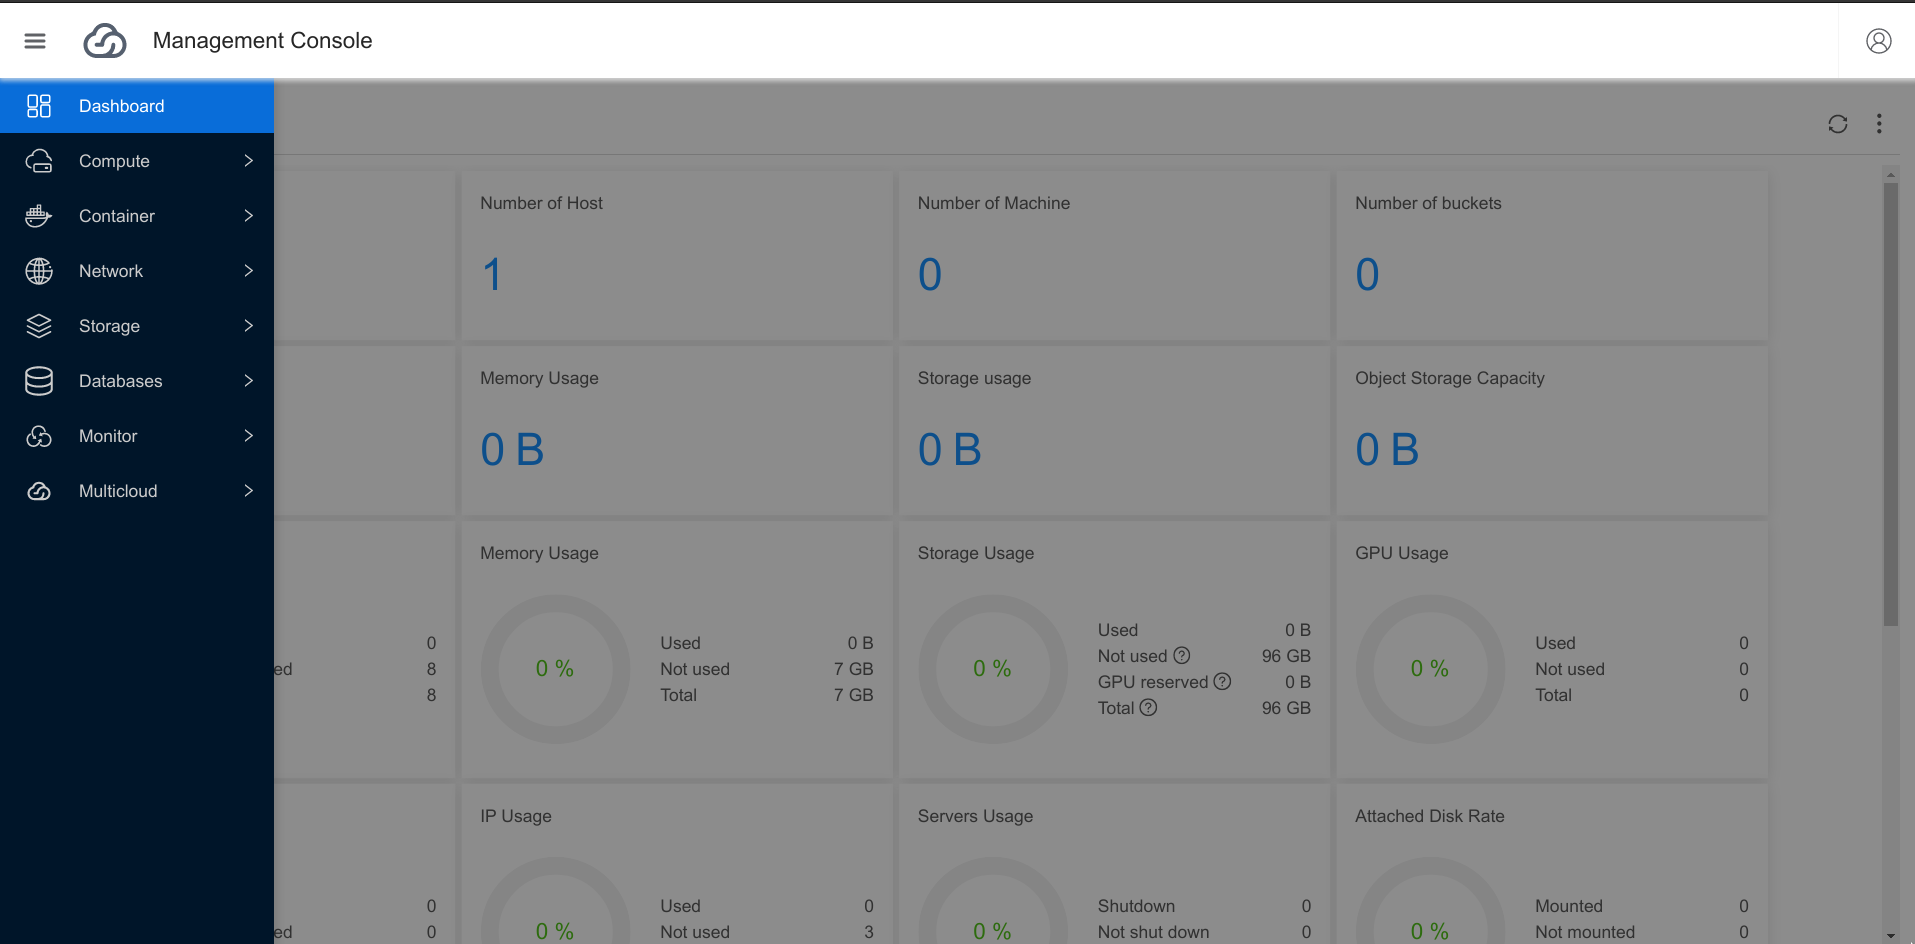 Management Console
Dashboard
Compute
Container
Network
Storage
Databases
Monitor
Multicloud
Number of Host
1
Number of Machine
0
Number of buckets
0
Memory Usage
0 B
Storage usage
0 B
Object Storage Capacity
0 B
0
ed 8
8
Memory Usage
0 %
Used 0 B
Not used 7 GB
Total 7 GB
Storage Usage
0 %
Used 0 B
Not used ? 96 GB
GPU reserved ? 0 B
Total ? 96 GB
GPU Usage
0 %
Used 0
Not used 0
Total 0
0
ed 0
IP Usage
0 %
Used 0
Not used 3
Servers Usage
0 %
Shutdown 0
Not shut down 0
Attached Disk Rate
0 %
Mounted 0
Not mounted 0